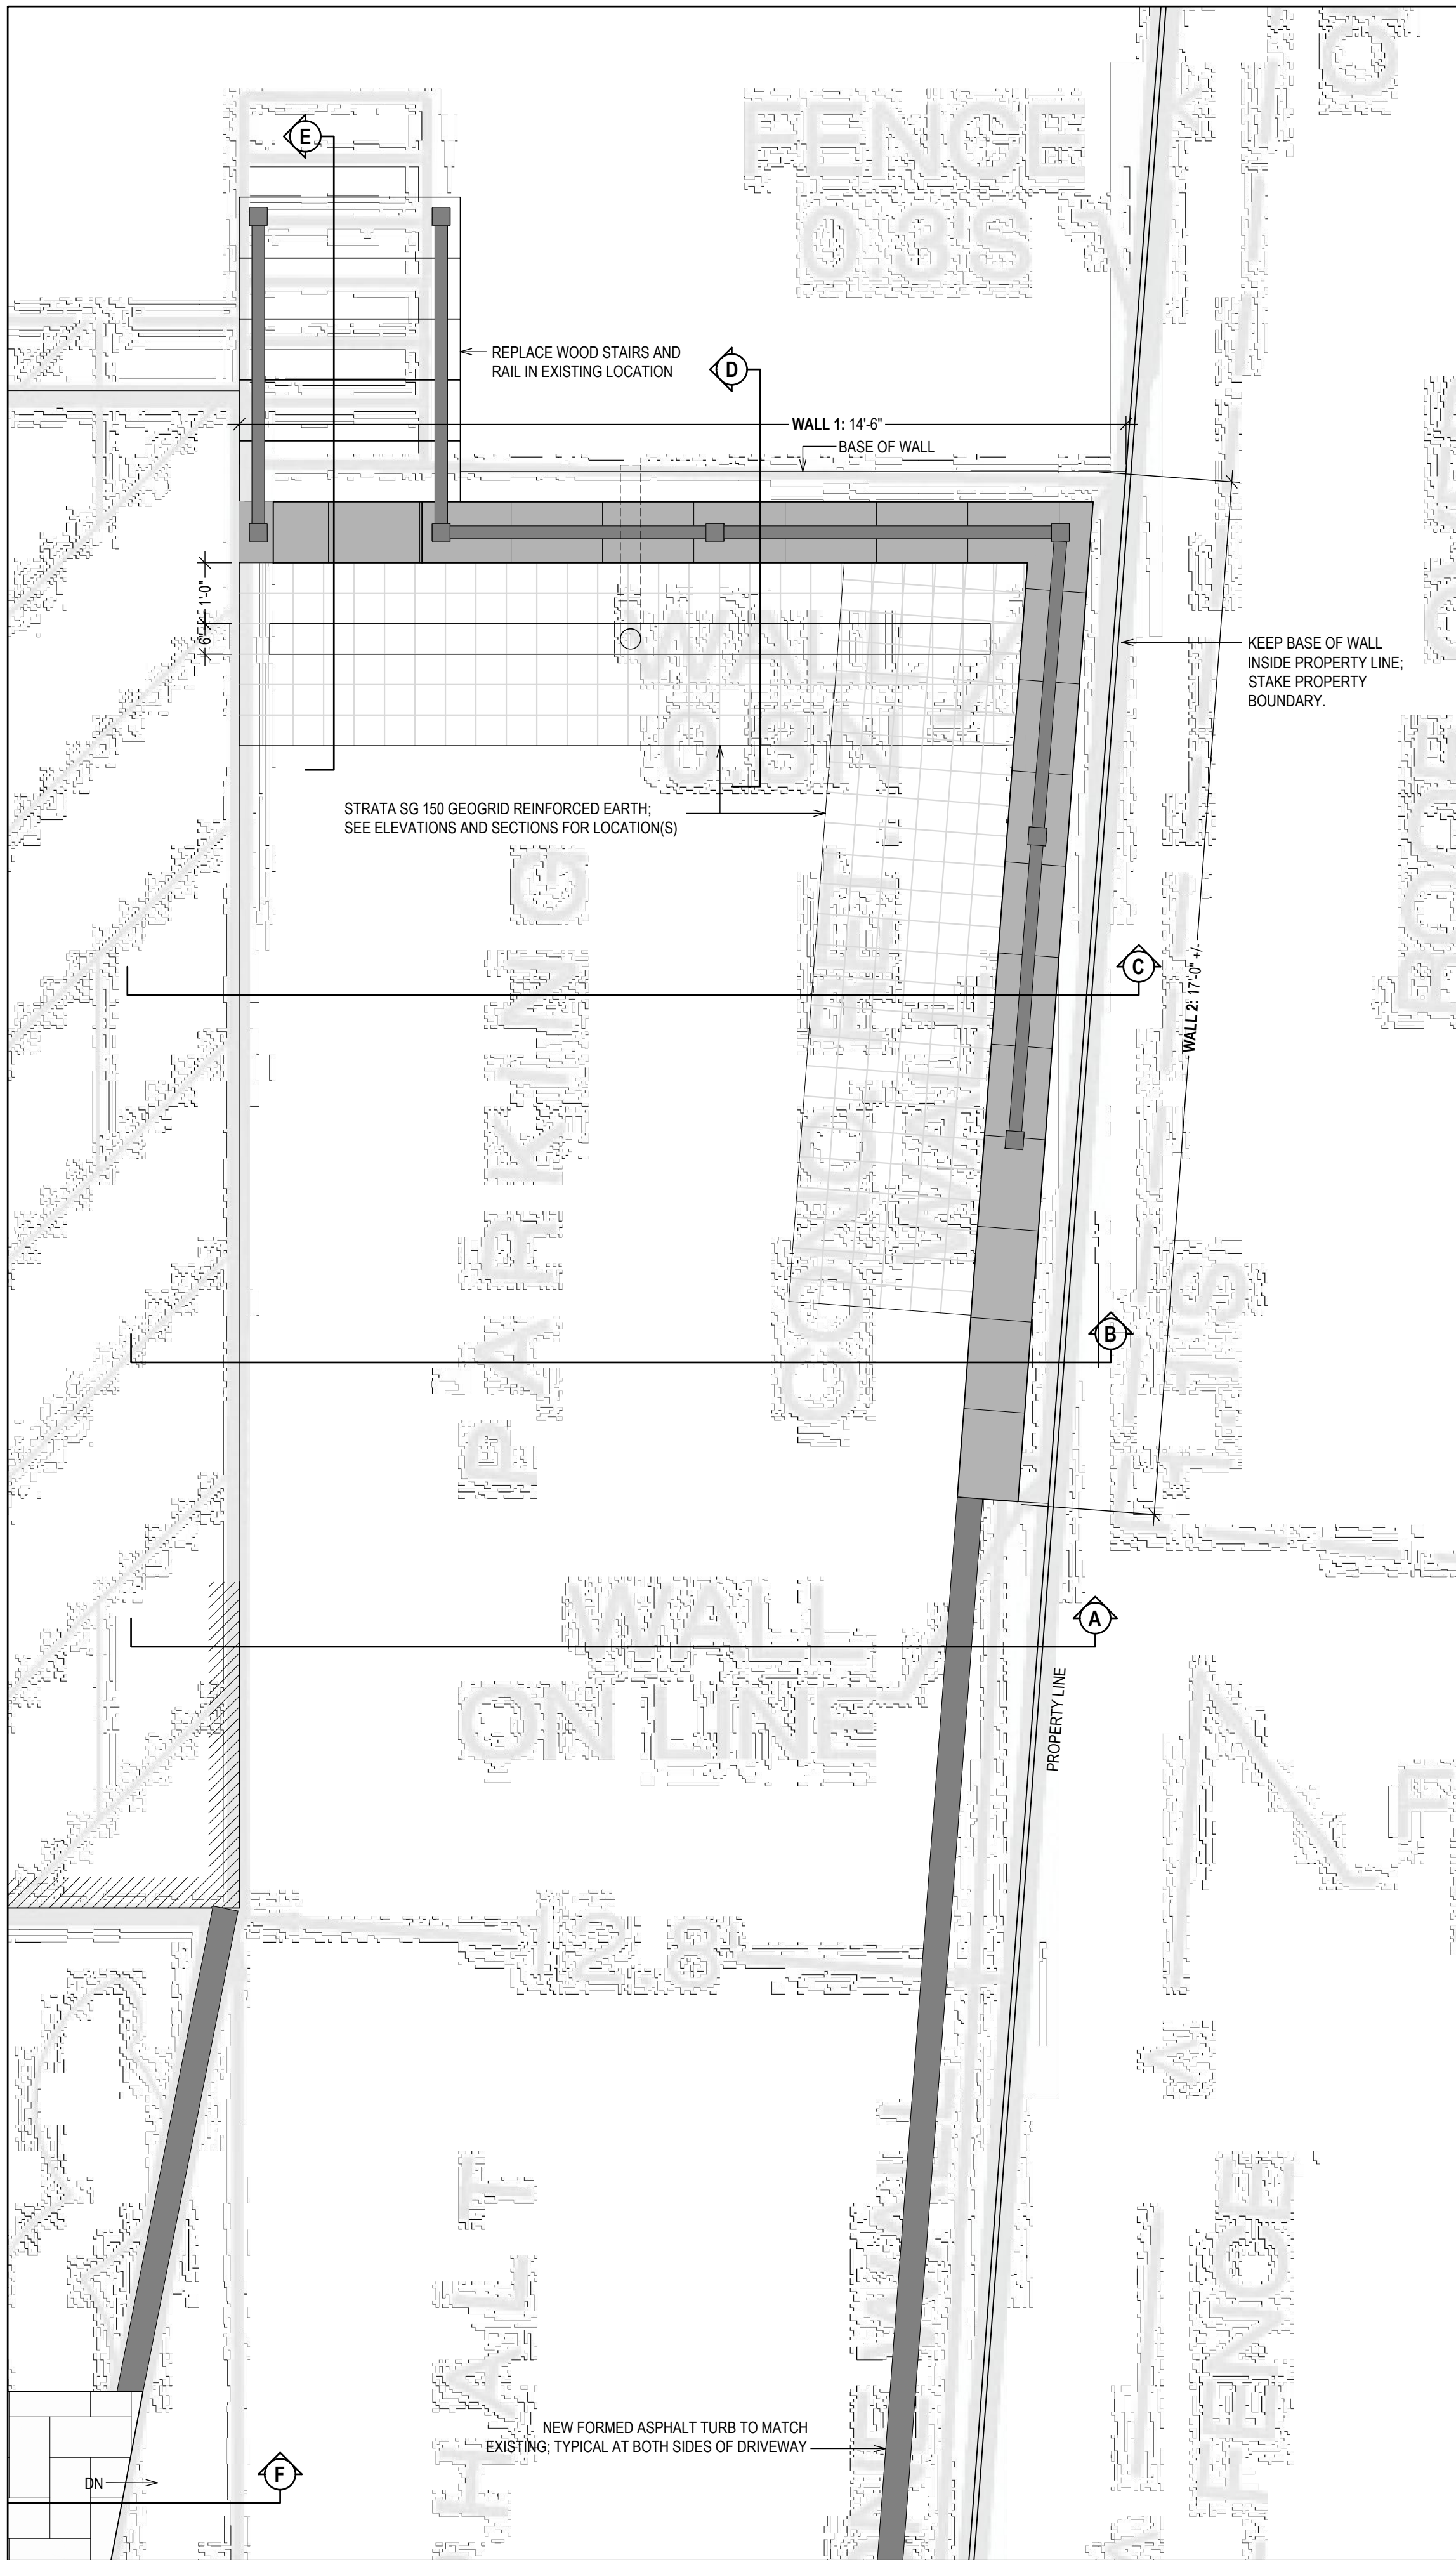 FENCE
0.3'S
E
REPLACE WOOD STAIRS AND
RAIL IN EXISTING LOCATION
D
WALL 1: 14'-6"
BASE OF WALL
1'-0"
6"
WALL
0.3'N
KEEP BASE OF WALL
INSIDE PROPERTY LINE;
STAKE PROPERTY
BOUNDARY.
STRATA SG 150 GEOGRID REINFORCED EARTH;
SEE ELEVATIONS AND SECTIONS FOR LOCATION(S)
PARKING
WALL
C
WALL 2: 17'-0" +/-
B
WALL
ON LINE
A
PROPERTY LINE
12.8'
FENCE
NEW FORMED ASPHALT TURB TO MATCH
EXISTING; TYPICAL AT BOTH SIDES OF DRIVEWAY
DN
F